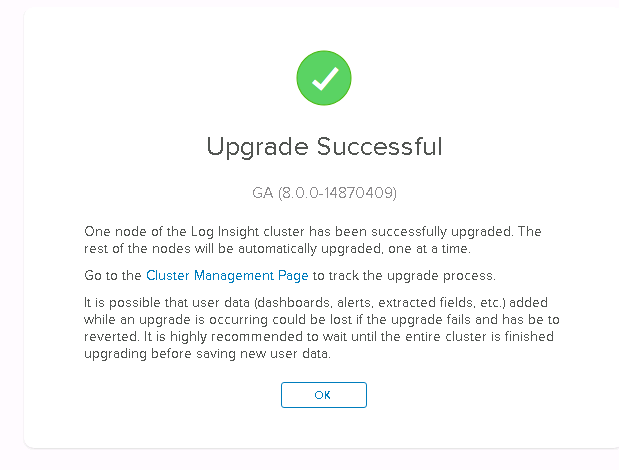 Upgrade Successful
GA (8.0.0-14870409)
One node of the Log Insight cluster has been successfully upgraded. The
rest of the nodes will be automatically upgraded, one at a time.
Go to the Cluster Management Page to track the upgrade process.
It is possible that user data (dashboards, alerts, extracted fields, etc.) added
while an upgrade is occurring could be lost if the upgrade fails and has be to
reverted. It is highly recommended to wait until the entire cluster is finished
upgrading before saving new user data.
OK